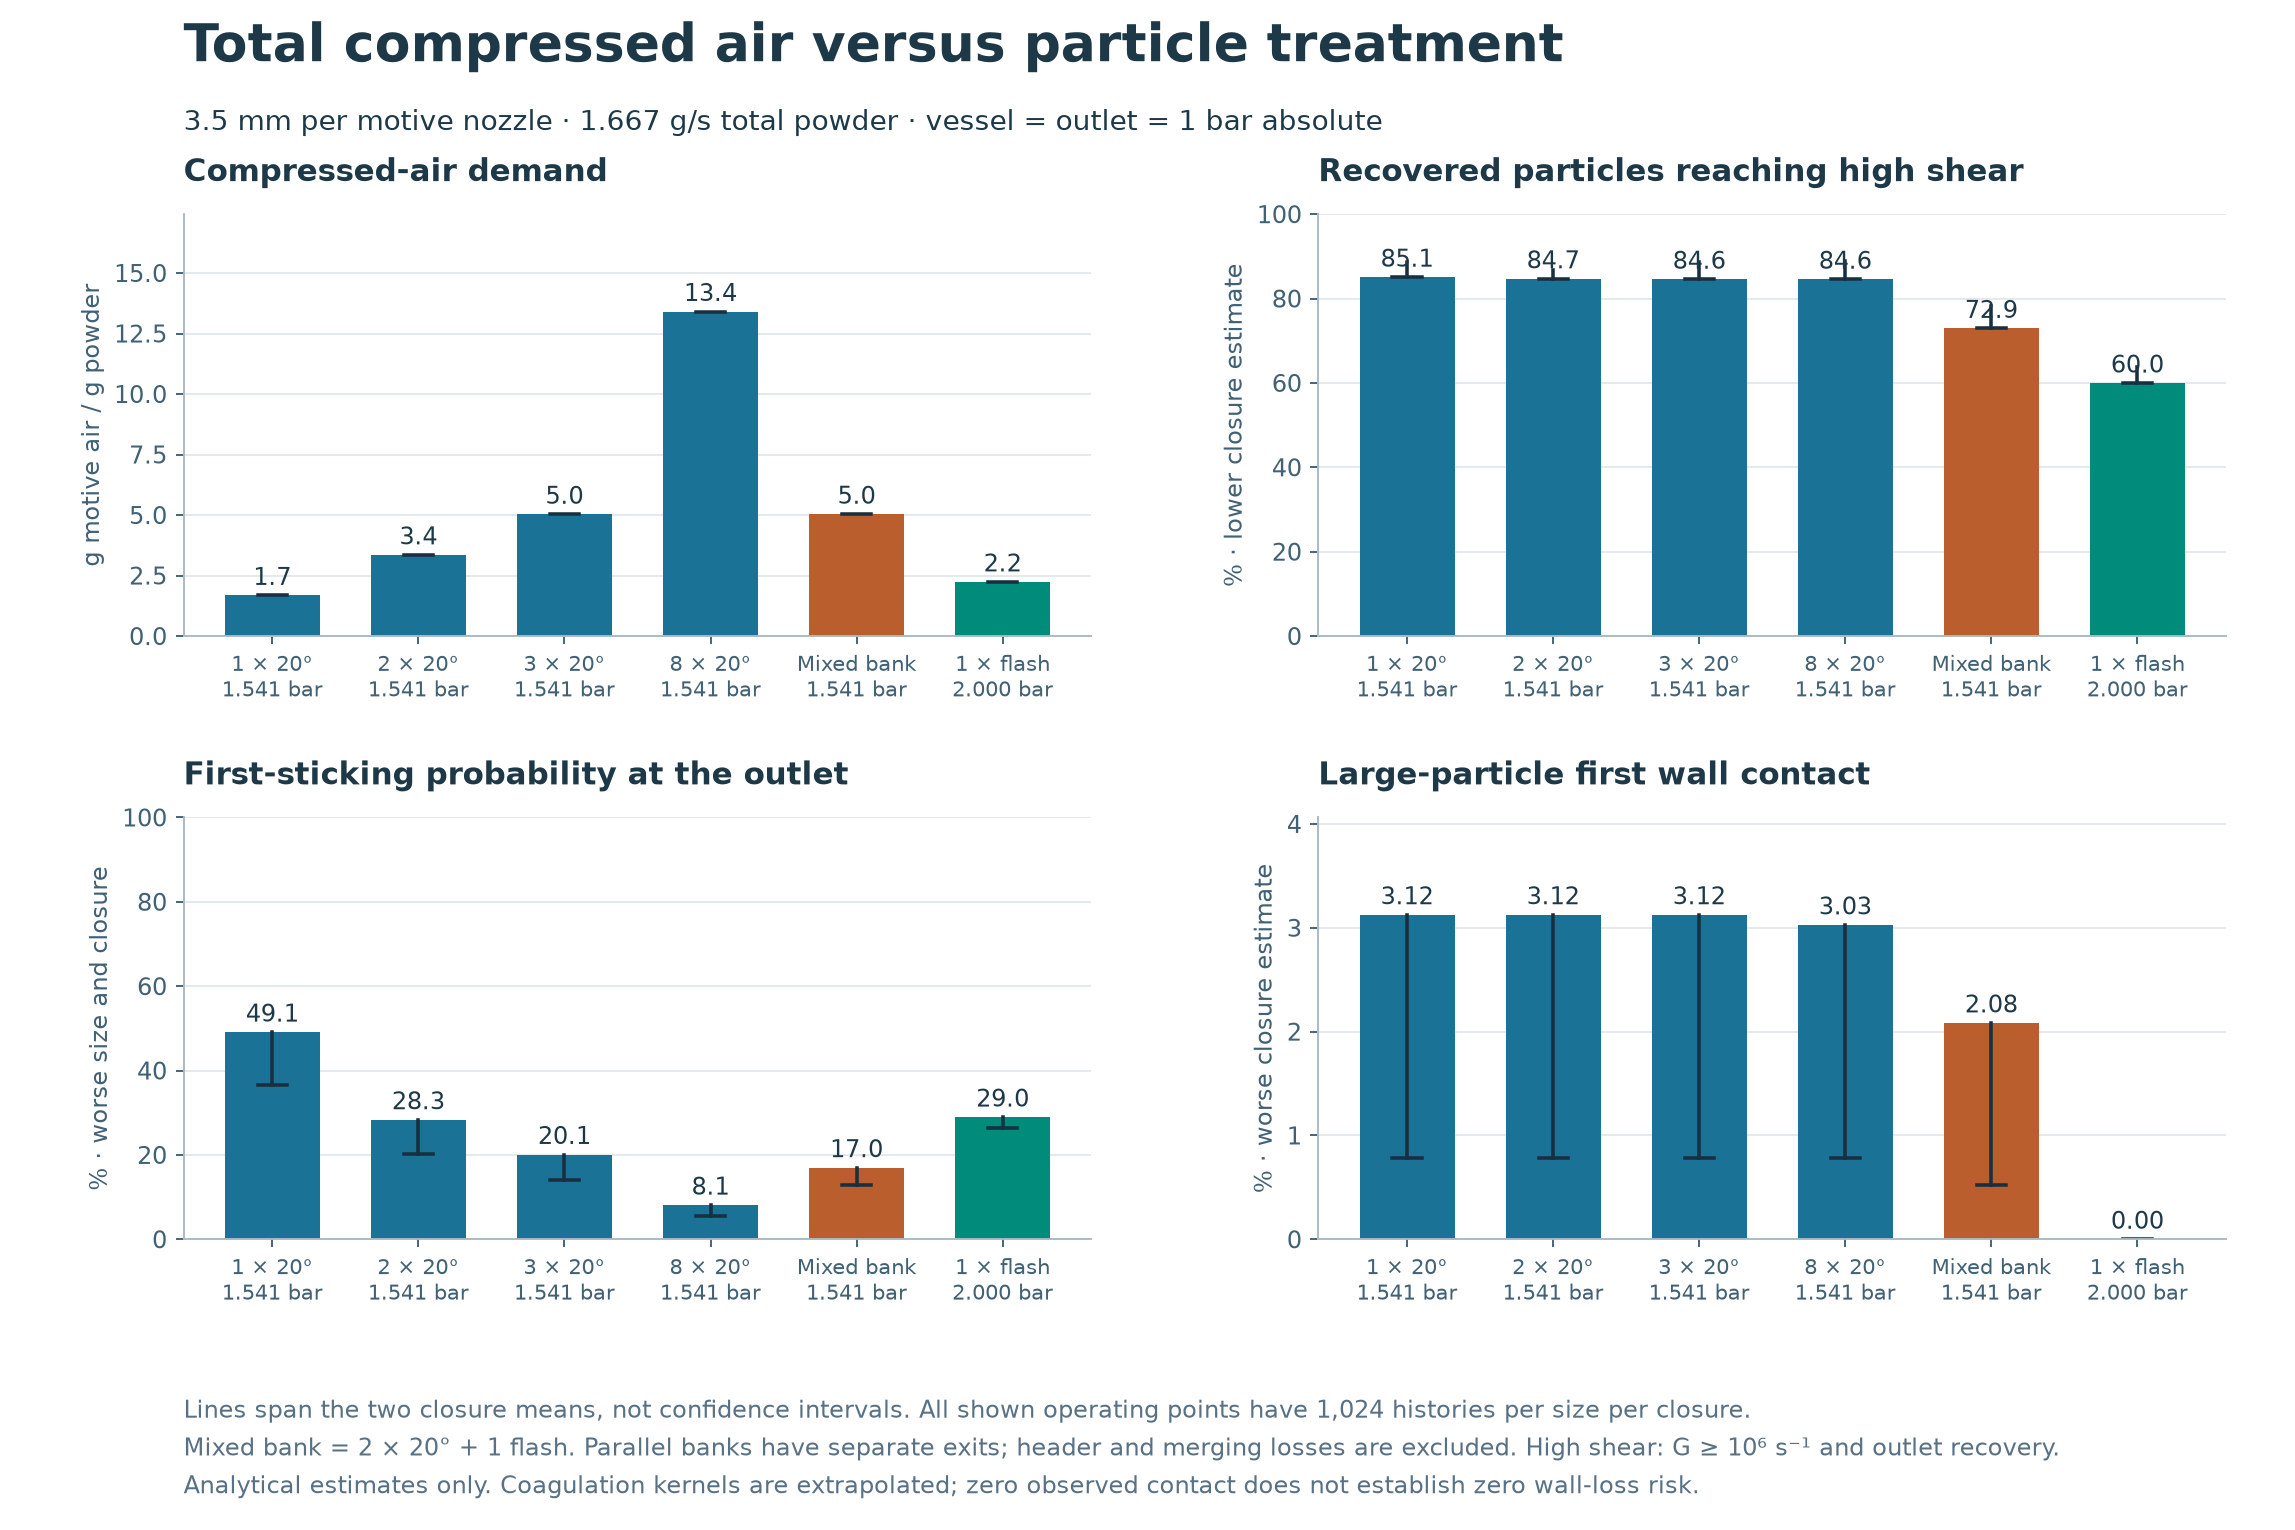 Total compressed air versus particle treatment
3.5 mm per motive nozzle · 1.667 g/s total powder · vessel = outlet = 1 bar absolute
Compressed-air demand
g motive air / g powder
15.0
12.5
10.0
7.5
5.0
2.5
0.0
1.7
3.4
5.0
13.4
5.0
2.2
1 × 20° 2 × 20° 3 × 20° 8 × 20° Mixed bank 1 × flash
1.541 bar 1.541 bar 1.541 bar 1.541 bar 1.541 bar 2.000 bar
Recovered particles reaching high shear
% · lower closure estimate
100
80
60
40
20
0
85.1
84.7
84.6
84.6
72.9
60.0
1 × 20° 2 × 20° 3 × 20° 8 × 20° Mixed bank 1 × flash
1.541 bar 1.541 bar 1.541 bar 1.541 bar 1.541 bar 2.000 bar
First-sticking probability at the outlet
% · worse size and closure
100
80
60
40
20
0
49.1
28.3
20.1
8.1
17.0
29.0
1 × 20° 2 × 20° 3 × 20° 8 × 20° Mixed bank 1 × flash
1.541 bar 1.541 bar 1.541 bar 1.541 bar 1.541 bar 2.000 bar
Large-particle first wall contact
% · worse closure estimate
4
3
2
1
0
3.12
3.12
3.12
3.03
2.08
0.00
1 × 20° 2 × 20° 3 × 20° 8 × 20° Mixed bank 1 × flash
1.541 bar 1.541 bar 1.541 bar 1.541 bar 1.541 bar 2.000 bar
Lines span the two closure means, not confidence intervals. All shown operating points have 1,024 histories per size per closure.
Mixed bank = 2 × 20° + 1 flash. Parallel banks have separate exits; header and merging losses are excluded. High shear: G ≥ 10⁶ s⁻¹ and outlet recovery.
Analytical estimates only. Coagulation kernels are extrapolated; zero observed contact does not establish zero wall-loss risk.